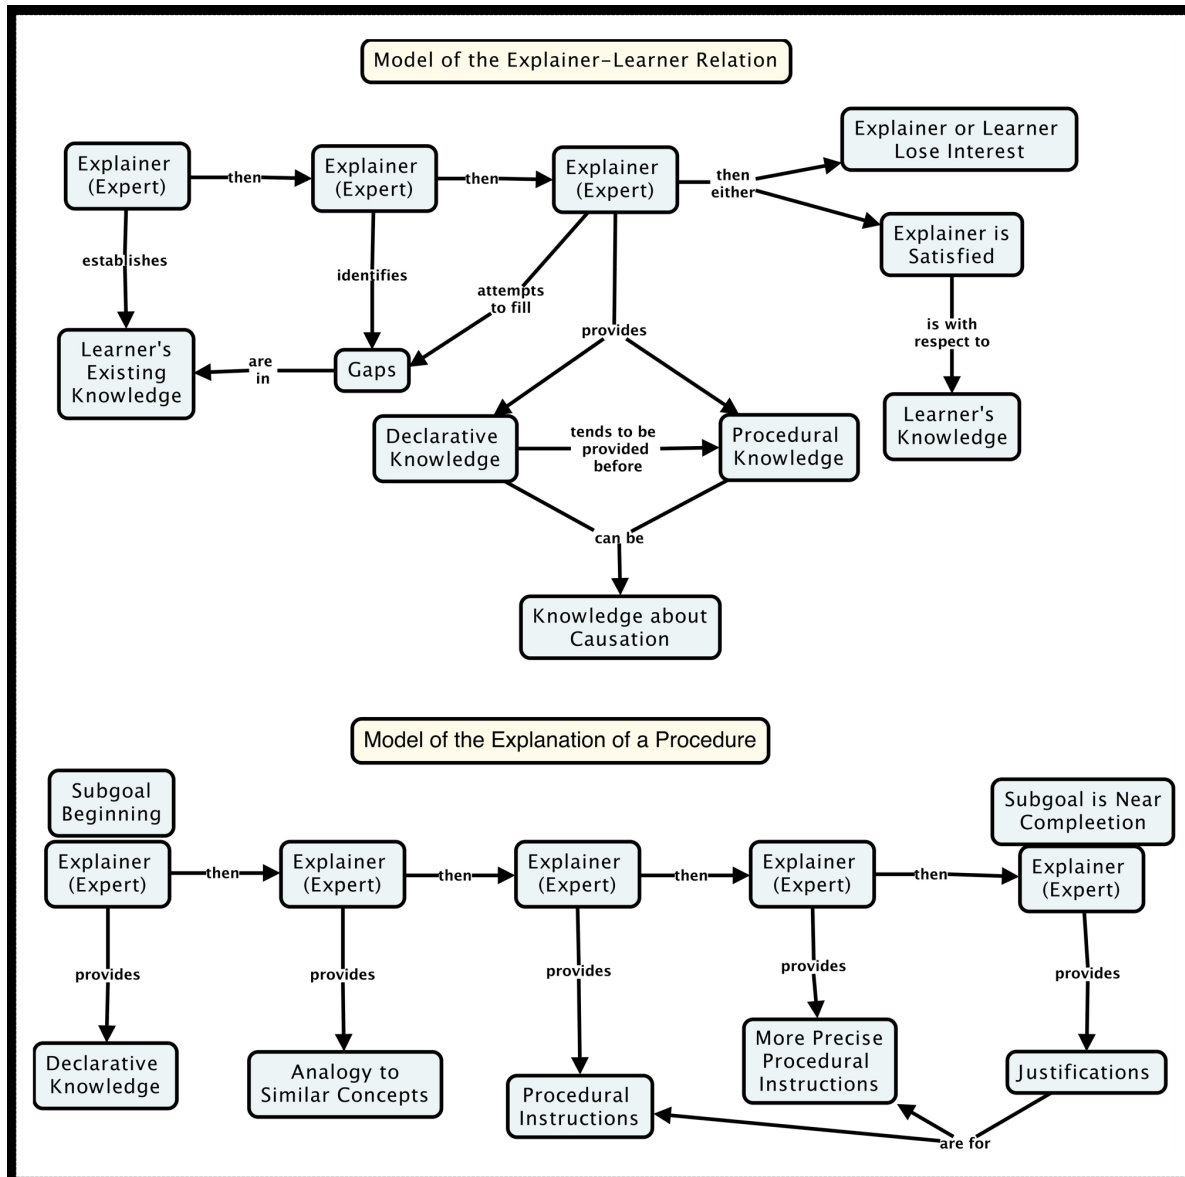 Model of the Explainer–Learner Relation
Explainer or Learner
Lose Interest
Explainer
(Expert)
then
Explainer
(Expert)
then
Explainer
(Expert)
then
either
Explainer is
Satisfied
establishes
identifies
attempts
to fill
provides
is with
respect to
Learner's
Existing
Knowledge
are
in
Gaps
Declarative
Knowledge
tends to be
provided
before
Procedural
Knowledge
Learner's
Knowledge
can be
Knowledge about
Causation
Model of the Explanation of a Procedure
Subgoal
Beginning
Subgoal is Near
Compleetion
Explainer
(Expert)
then
Explainer
(Expert)
then
Explainer
(Expert)
then
Explainer
(Expert)
then
Explainer
(Expert)
provides
provides
provides
provides
provides
Declarative
Knowledge
Analogy to
Similar Concepts
Procedural
Instructions
More Precise
Procedural
Instructions
Justifications
are for